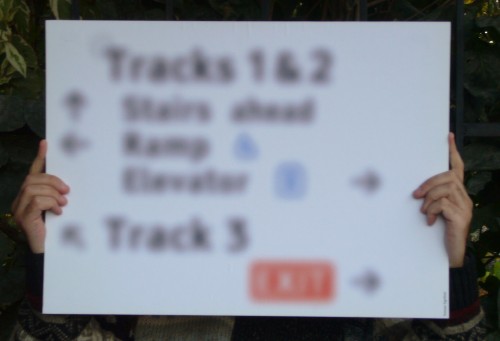 Tracks 1 & 2
↑ Stairs ahead
← Ramp ♿
Elevator →
↖ Track 3
EXIT →